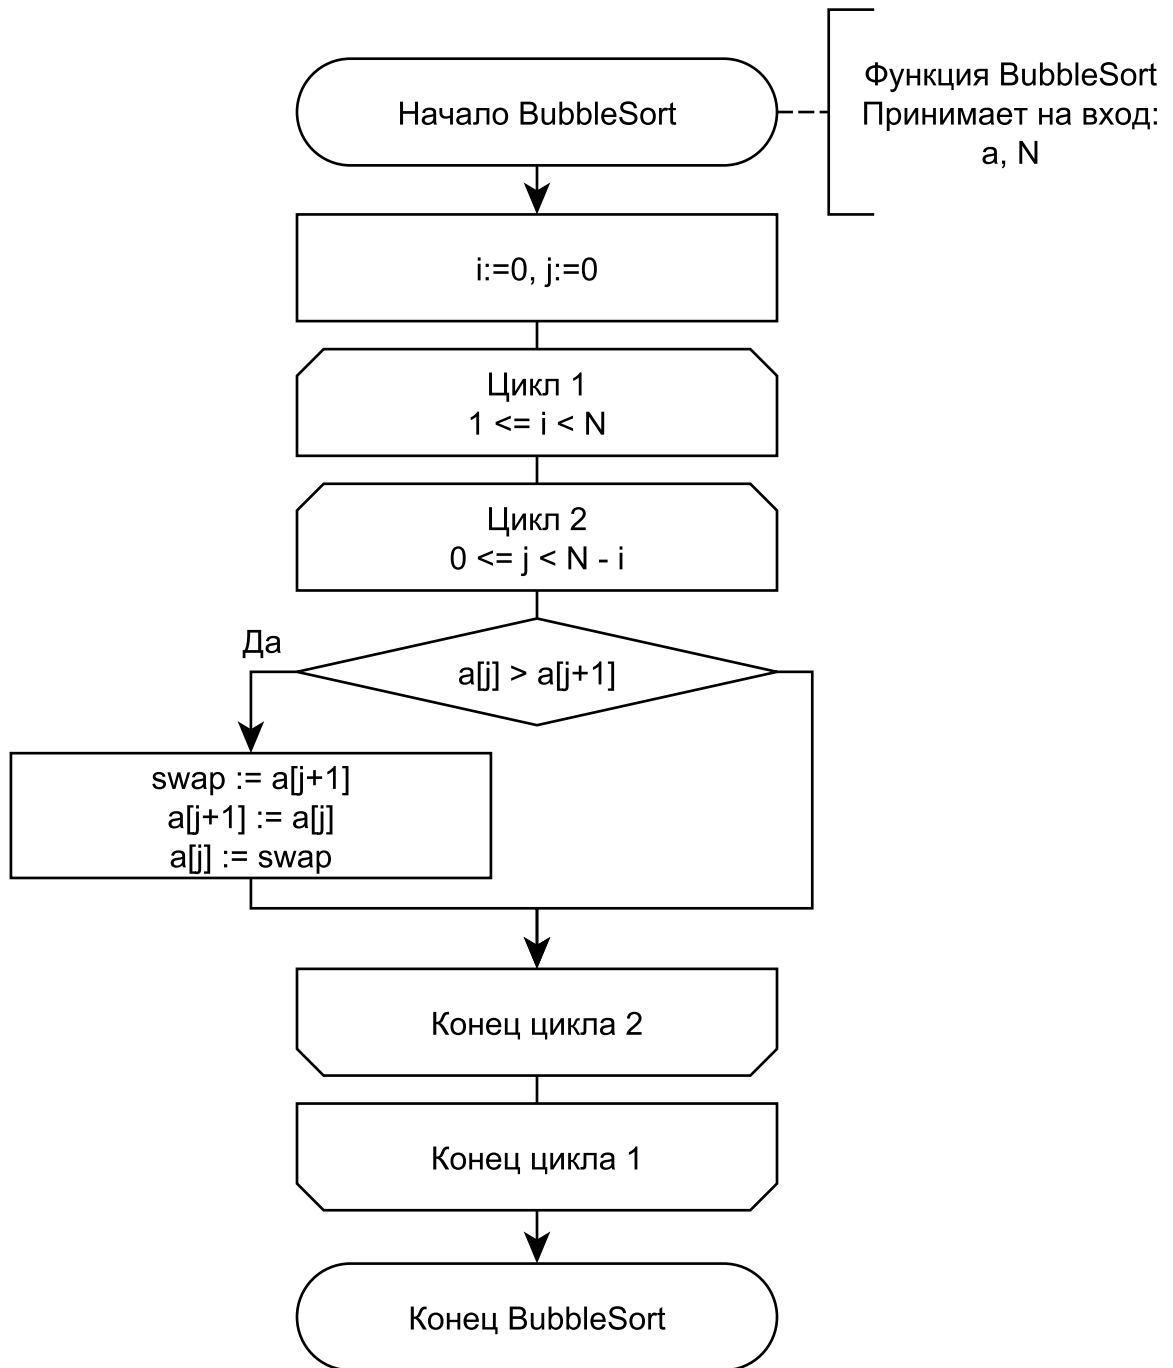 Начало BubbleSort
Функция BubbleSort
Принимает на вход:
a, N
i:=0, j:=0
Цикл 1
1 <= i < N
Цикл 2
0 <= j < N - i
Да
a[j] > a[j+1]
swap := a[j+1]
a[j+1] := a[j]
a[j] := swap
Конец цикла 2
Конец цикла 1
Конец BubbleSort